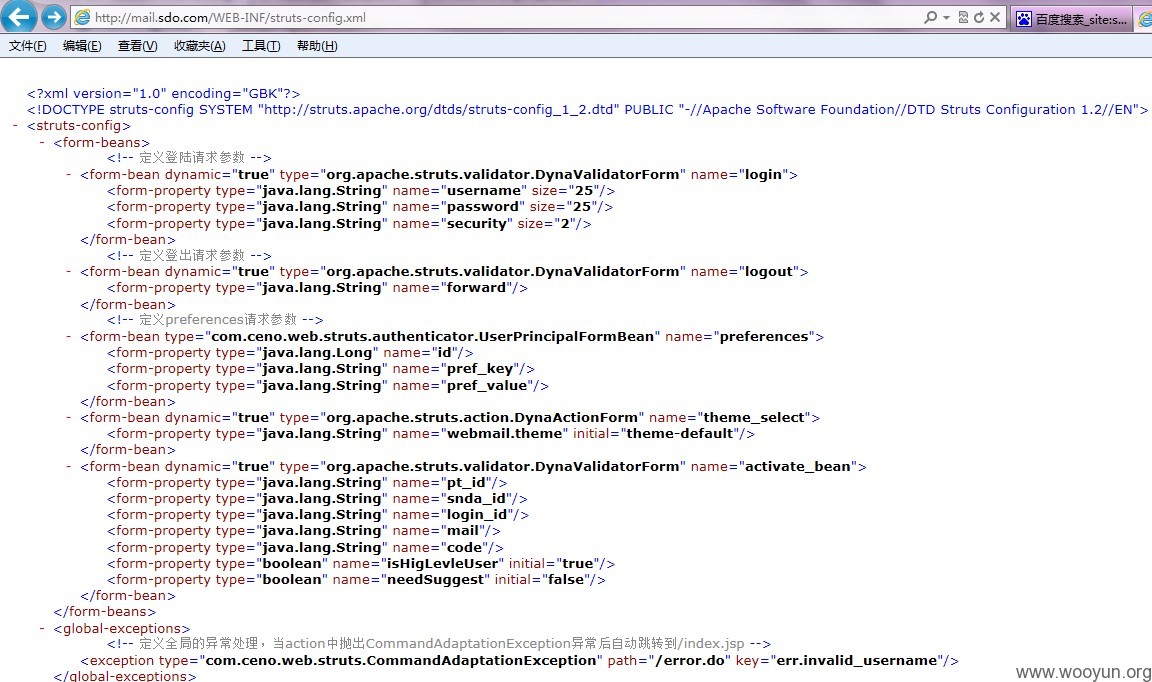 http://mail.sdo.com/WEB-INF/struts-config.xml
百度搜索_site:s...
文件(F) 编辑(E) 查看(V) 收藏夹(A) 工具(T) 帮助(H)
<?xml version="1.0" encoding="GBK"?>
<!DOCTYPE struts-config SYSTEM "http://struts.apache.org/dtds/struts-config_1_2.dtd" PUBLIC "-//Apache Software Foundation//DTD Struts Configuration 1.2//EN">
- <struts-config>
- <form-beans>
<!-- 定义登陆请求参数 -->
- <form-bean dynamic="true" type="org.apache.struts.validator.DynaValidatorForm" name="login">
<form-property type="java.lang.String" name="username" size="25"/>
<form-property type="java.lang.String" name="password" size="25"/>
<form-property type="java.lang.String" name="security" size="2"/>
</form-bean>
<!-- 定义登出请求参数 -->
- <form-bean dynamic="true" type="org.apache.struts.validator.DynaValidatorForm" name="logout">
<form-property type="java.lang.String" name="forward"/>
</form-bean>
<!-- 定义preferences请求参数 -->
- <form-bean type="com.ceno.web.struts.authenticator.UserPrincipalFormBean" name="preferences">
<form-property type="java.lang.Long" name="id"/>
<form-property type="java.lang.String" name="pref_key"/>
<form-property type="java.lang.String" name="pref_value"/>
</form-bean>
- <form-bean dynamic="true" type="org.apache.struts.action.DynaActionForm" name="theme_select">
<form-property type="java.lang.String" name="webmail.theme" initial="theme-default"/>
</form-bean>
- <form-bean dynamic="true" type="org.apache.struts.validator.DynaValidatorForm" name="activate_bean">
<form-property type="java.lang.String" name="pt_id"/>
<form-property type="java.lang.String" name="snda_id"/>
<form-property type="java.lang.String" name="login_id"/>
<form-property type="java.lang.String" name="mail"/>
<form-property type="java.lang.String" name="code"/>
<form-property type="boolean" name="isHigLevleUser" initial="true"/>
<form-property type="boolean" name="needSuggest" initial="false"/>
</form-bean>
</form-beans>
- <global-exceptions>
<!-- 定义全局的异常处理，当action中抛出CommandAdaptationException异常后自动跳转到/index.jsp -->
<exception type="com.ceno.web.struts.CommandAdaptationException" path="/error.do" key="err.invalid_username"/>
</global-exceptions>
www.wooyun.org